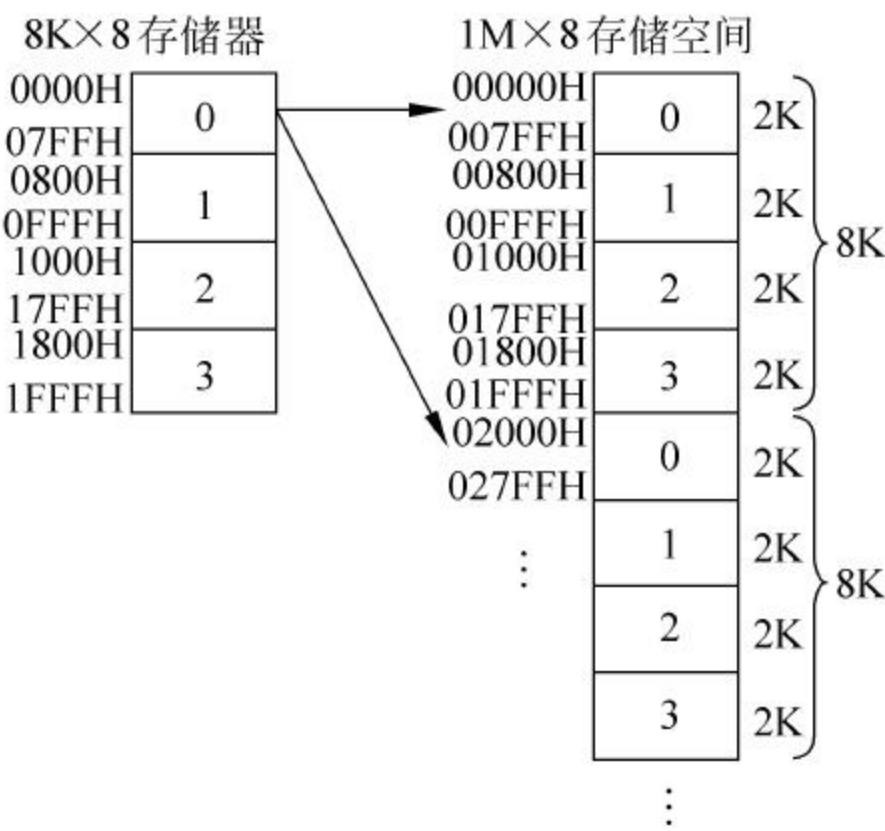 8K×8存储器
0000H
07FFH
0800H
0FFFH
1000H
17FFH
1800H
1FFFH
0
1
2
3
1M×8存储空间
00000H
007FFH
00800H
00FFFH
01000H
017FFH
01800H
01FFFH
02000H
027FFH
⋮
0
1
2
3
0
1
2
3
⋮
2K
2K
2K
2K
2K
2K
2K
2K
8K
8K